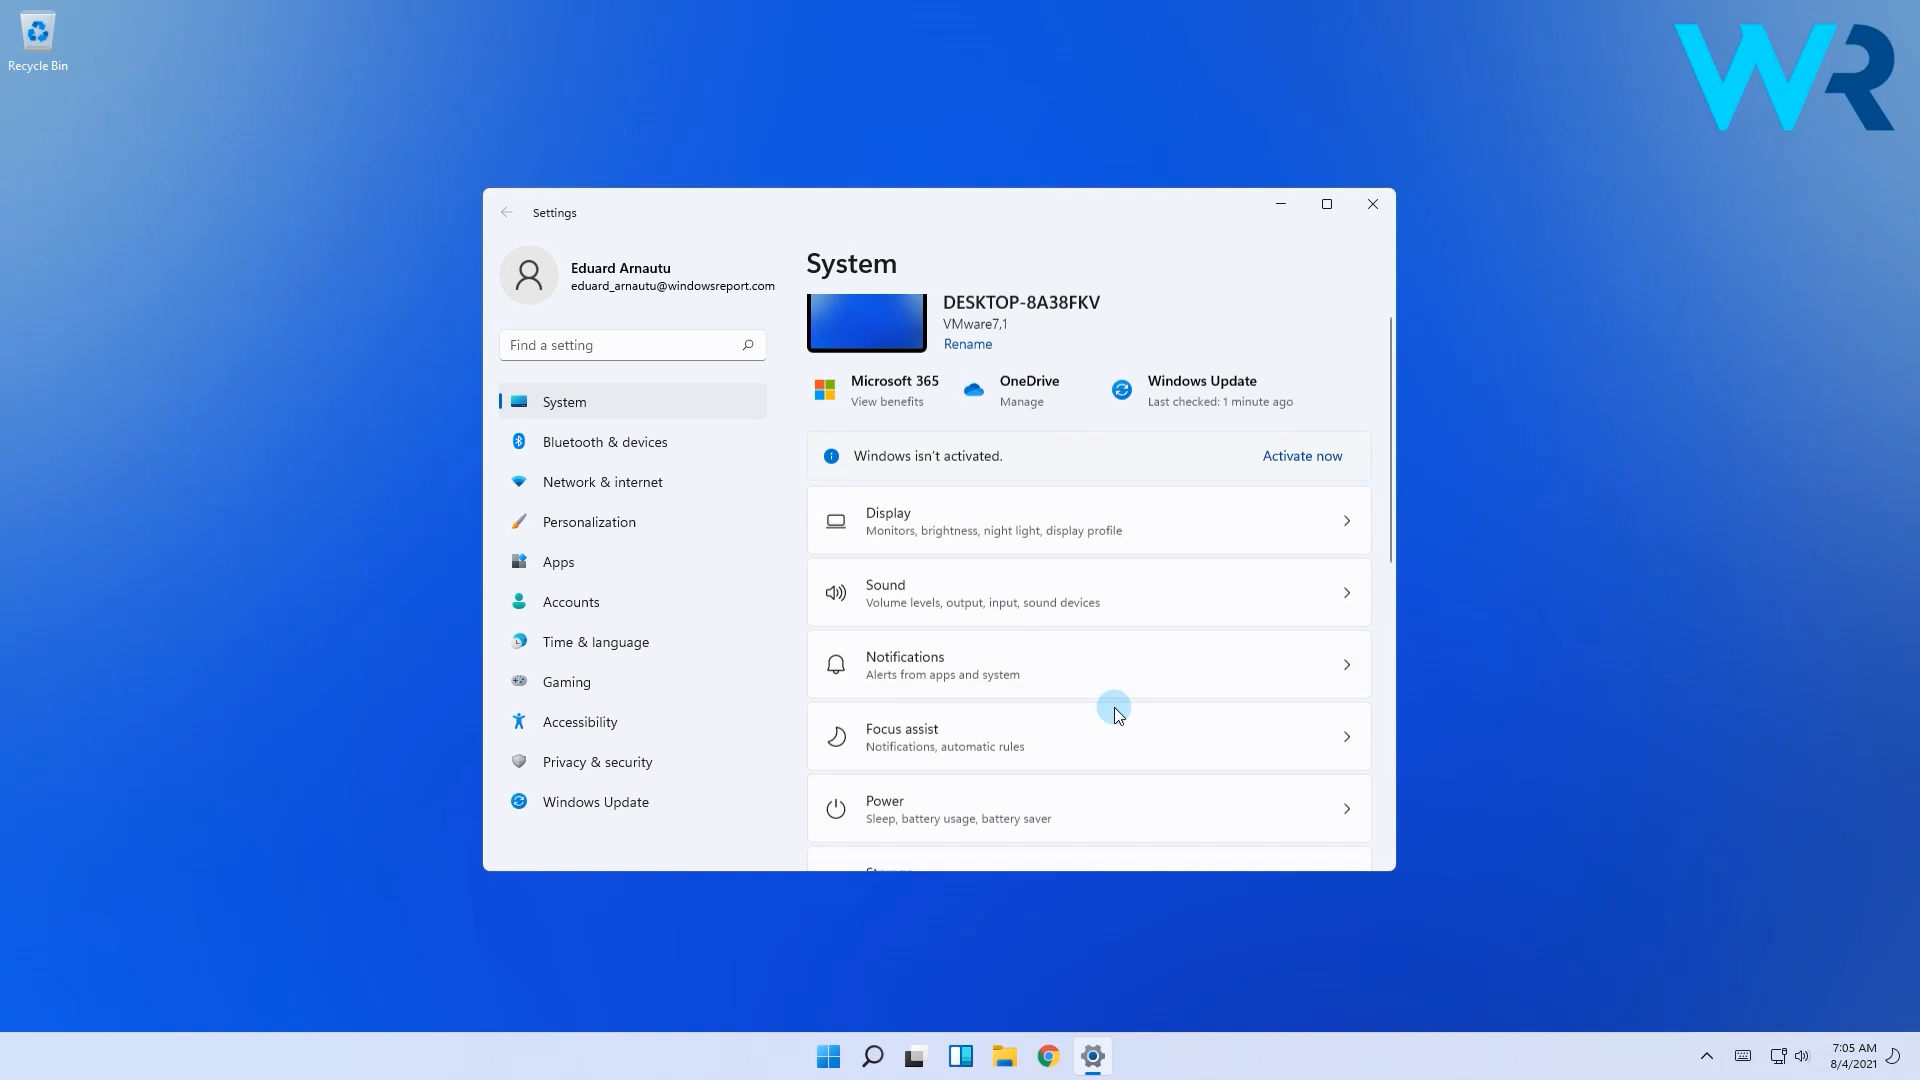 Recycle Bin
WR
Settings
Eduard Arnautu
eduard_arnautu@windowsreport.com
Find a setting
System
Bluetooth & devices
Network & internet
Personalization
Apps
Accounts
Time & language
Gaming
Accessibility
Privacy & security
Windows Update
System
DESKTOP-8A38FKV
VMware7,1
Rename
Microsoft 365
View benefits
OneDrive
Manage
Windows Update
Last checked: 1 minute ago
Windows isn't activated.
Activate now
Display
Monitors, brightness, night light, display profile
Sound
Volume levels, output, input, sound devices
Notifications
Alerts from apps and system
Focus assist
Notifications, automatic rules
Power
Sleep, battery usage, battery saver
7:05 AM
8/4/2021